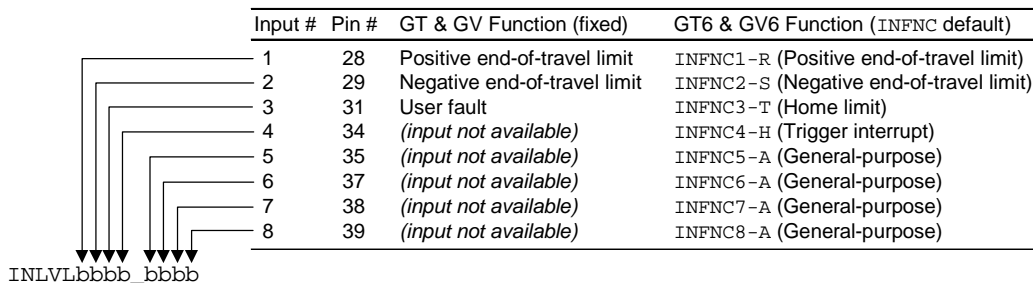 Input # Pin # GT & GV Function (fixed) GT6 & GV6 Function (INFNC default)
1 28 Positive end-of-travel limit INFNC1-R (Positive end-of-travel limit)
2 29 Negative end-of-travel limit INFNC2-S (Negative end-of-travel limit)
3 31 User fault INFNC3-T (Home limit)
4 34 (input not available) INFNC4-H (Trigger interrupt)
5 35 (input not available) INFNC5-A (General-purpose)
6 37 (input not available) INFNC6-A (General-purpose)
7 38 (input not available) INFNC7-A (General-purpose)
8 39 (input not available) INFNC8-A (General-purpose)
INLVLbbbb_bbbb